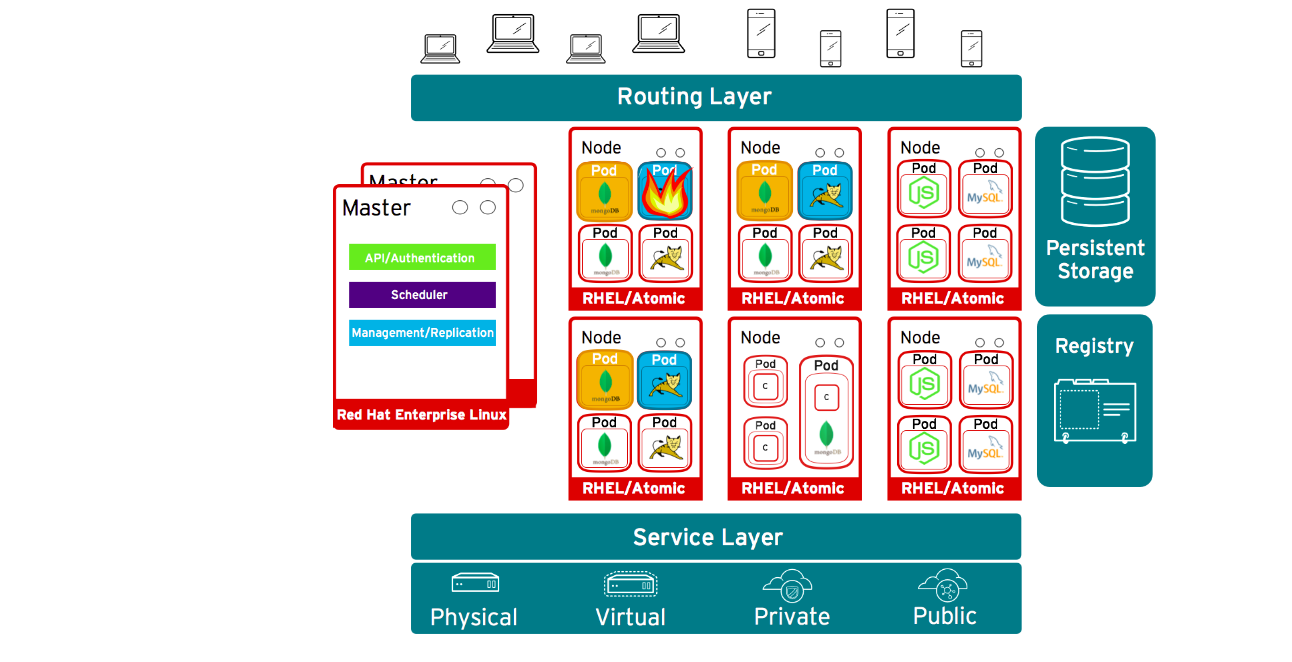 Routing Layer
Master
Master
API/Authentication
Scheduler
Management/Replication
Red Hat Enterprise Linux
Node
Pod
mongoDB
Pod
Pod
mongoDB
Pod
RHEL/Atomic
Node
Pod
mongoDB
Pod
Pod
mongoDB
Pod
RHEL/Atomic
Node
Pod
JS
Pod
MySQL
Pod
JS
Pod
MySQL
RHEL/Atomic
Persistent
Storage
Node
Pod
mongoDB
Pod
Pod
mongoDB
Pod
RHEL/Atomic
Node
Pod
C
Pod
C
Pod
C
mongoDB
RHEL/Atomic
Node
Pod
JS
Pod
MySQL
Pod
JS
Pod
MySQL
RHEL/Atomic
Registry
Service Layer
Physical
Virtual
Private
Public